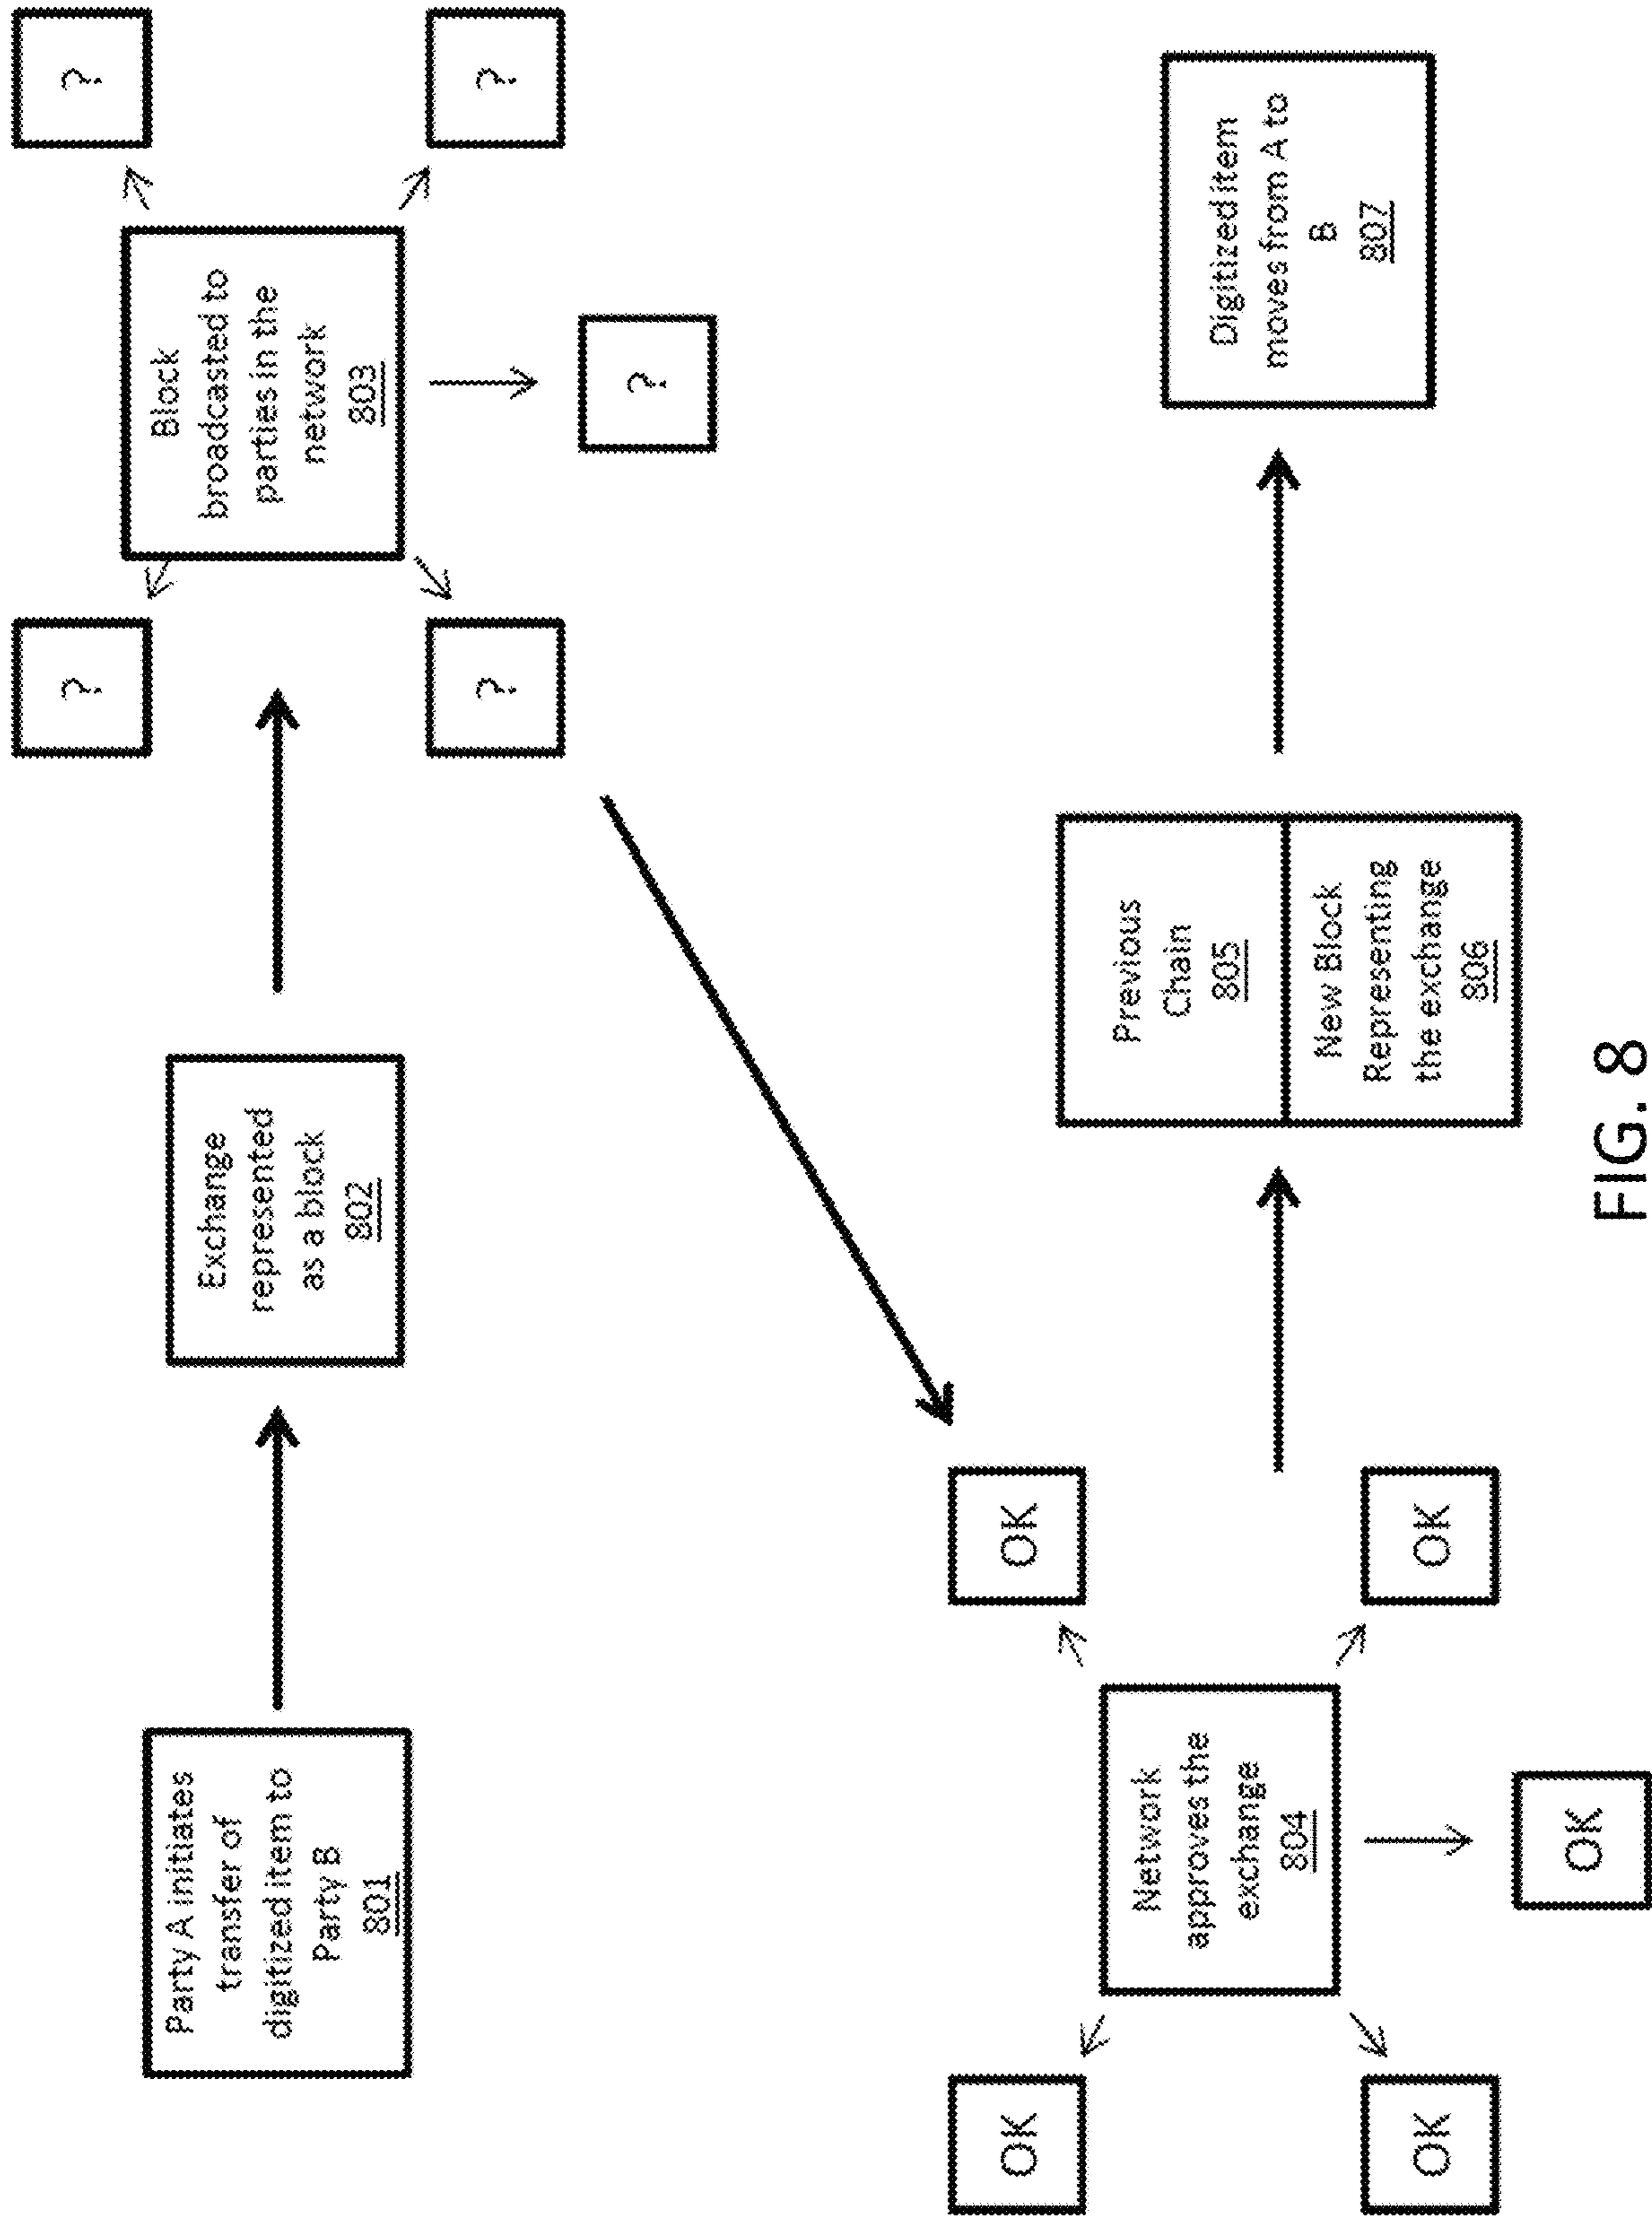 Party A initiates
transfer of
digitized item to
Party B
801
Exchange
represented
as a block
802
?
?
Block
broadcasted to
parties in the
network
803
?
?
?
OK
OK
Network
approves the
exchange
804
OK
OK
OK
Previous
Chain
805
New Block
Representing
the exchange
806
Digitized item
moves from A to
B
807
FIG. 8